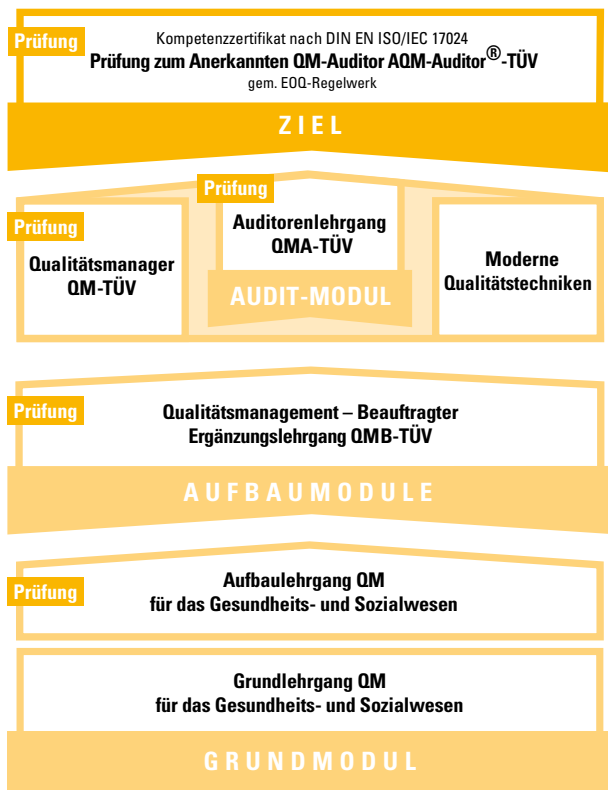 Prüfung
Kompetenzzertifikat nach DIN EN ISO/IEC 17024
Prüfung zum Anerkannten QM-Auditor AQM-Auditor®-TÜV
gem. EOQ-Regelwerk
ZIEL
Prüfung
Qualitätsmanager
QM-TÜV
Prüfung
Auditorenlehrgang
QMA-TÜV
AUDIT-MODUL
Moderne
Qualitätstechniken
Prüfung
Qualitätsmanagement – Beauftragter
Ergänzungslehrgang QMB-TÜV
AUFBAUMODULE
Prüfung
Aufbaulehrgang QM
für das Gesundheits- und Sozialwesen
Grundlehrgang QM
für das Gesundheits- und Sozialwesen
GRUNDMODUL